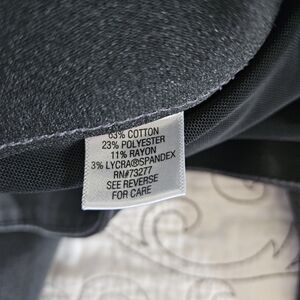 63% COTTON
23% POLYESTER
11% RAYON
3% LYCRA®SPANDEX
RN#73277
SEE REVERSE
FOR CARE